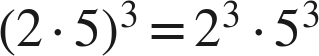 (2 · 5)³ = 2³ · 5³